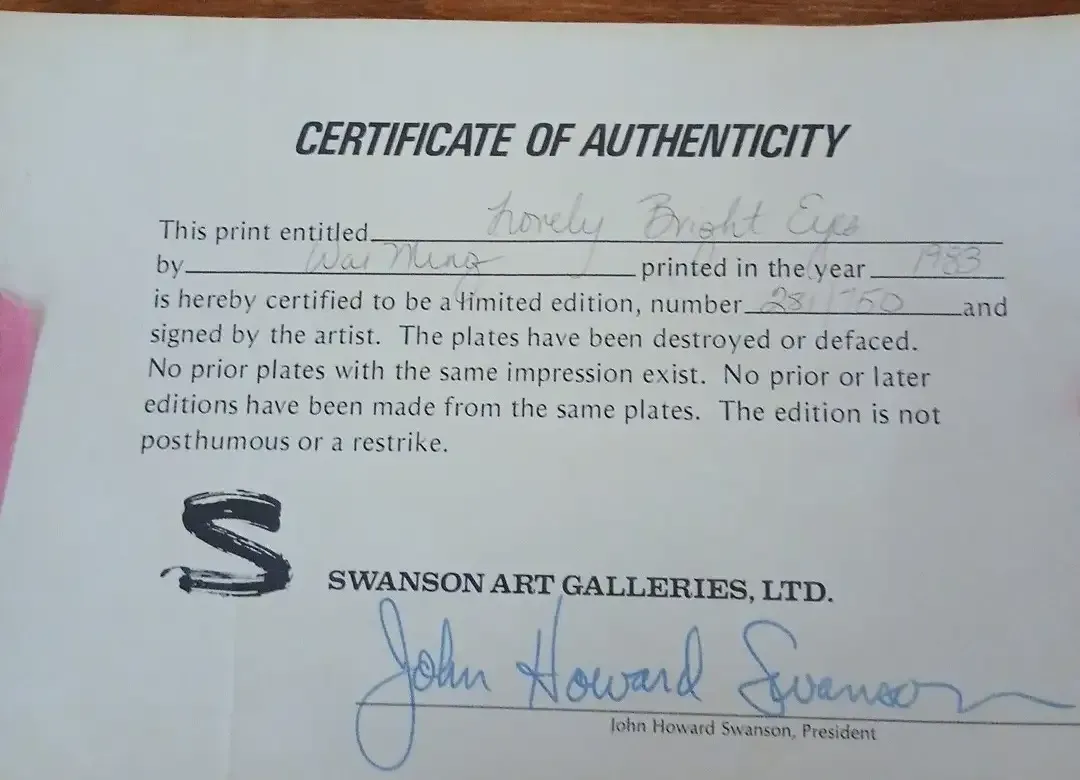 CERTIFICATE OF AUTHENTICITY
This print entitled Lovely Bright Eyes
by Wai Ming printed in the year 1983
is hereby certified to be a limited edition, number 281/750 and
signed by the artist. The plates have been destroyed or defaced.
No prior plates with the same impression exist. No prior or later
editions have been made from the same plates. The edition is not
posthumous or a restrike.
S
SWANSON ART GALLERIES, LTD.
John Howard Swanson
John Howard Swanson, President